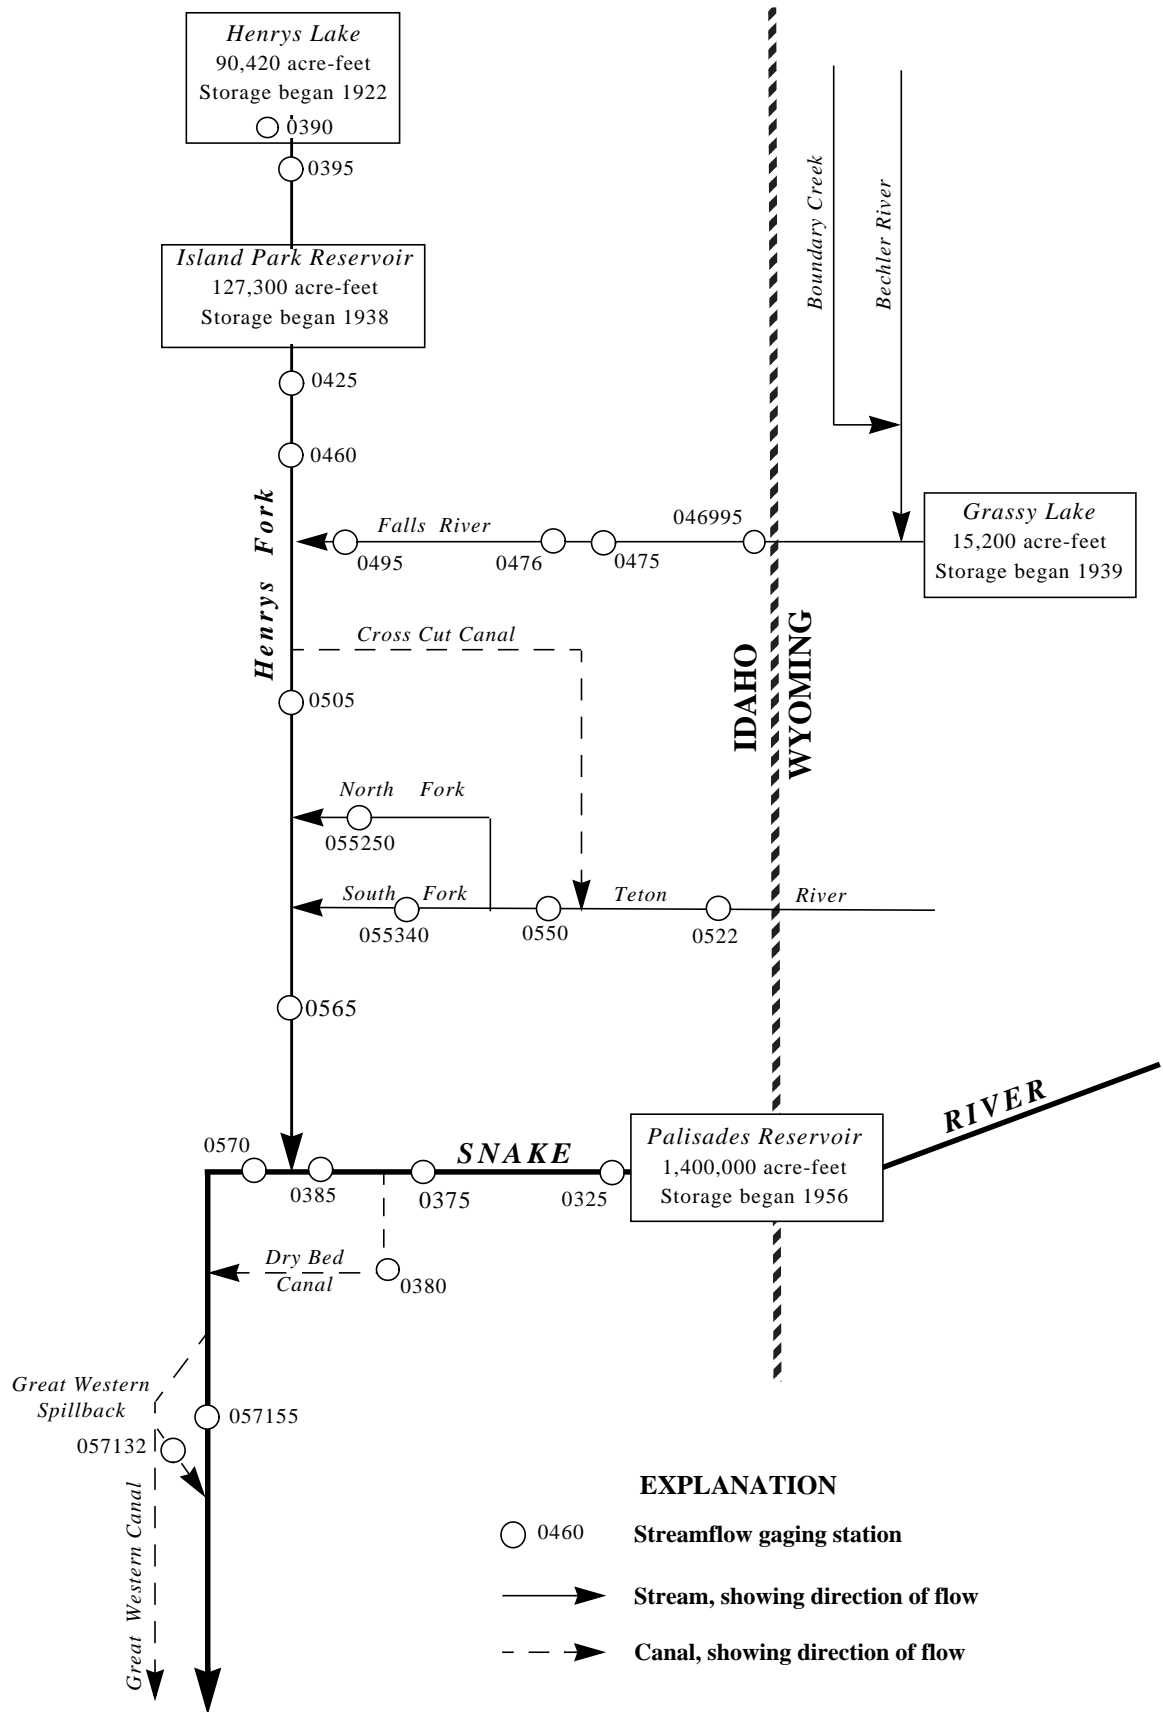 Henrys Lake
90,420 acre-feet
Storage began 1922
0390
0395
Island Park Reservoir
127,300 acre-feet
Storage began 1938
0425
0460
Boundary Creek
Bechler River
Henrys Fork
Falls River
046995
0495
0476
0475
Grassy Lake
15,200 acre-feet
Storage began 1939
Cross Cut Canal
0505
IDAHO
WYOMING
North Fork
055250
South Fork
Teton
River
055340
0550
0522
0565
RIVER
0570
SNAKE
0385
0375
0325
Palisades Reservoir
1,400,000 acre-feet
Storage began 1956
Dry Bed
Canal
0380
Great Western
Spillback
057155
057132
Great Western Canal
EXPLANATION
0460 Streamflow gaging station
Stream, showing direction of flow
Canal, showing direction of flow